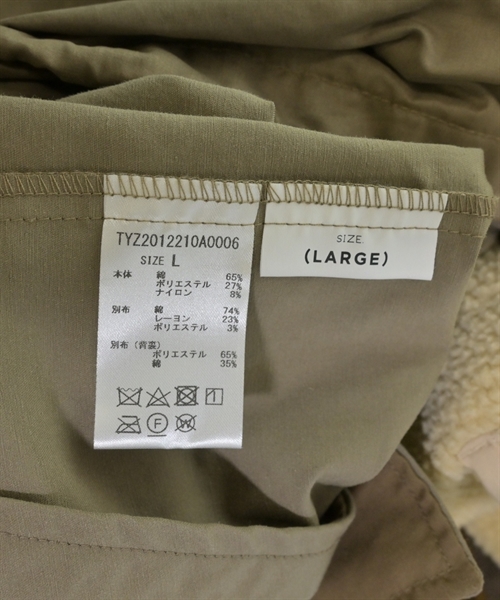 TYZ2012210A0006
SIZE L
本体 綿 65%
ポリエステル 27%
ナイロン 8%
別布 綿 74%
レーヨン 23%
ポリエステル 3%
別布(背裏)
ポリエステル 65%
綿 35%
F
W
SIZE
(LARGE)